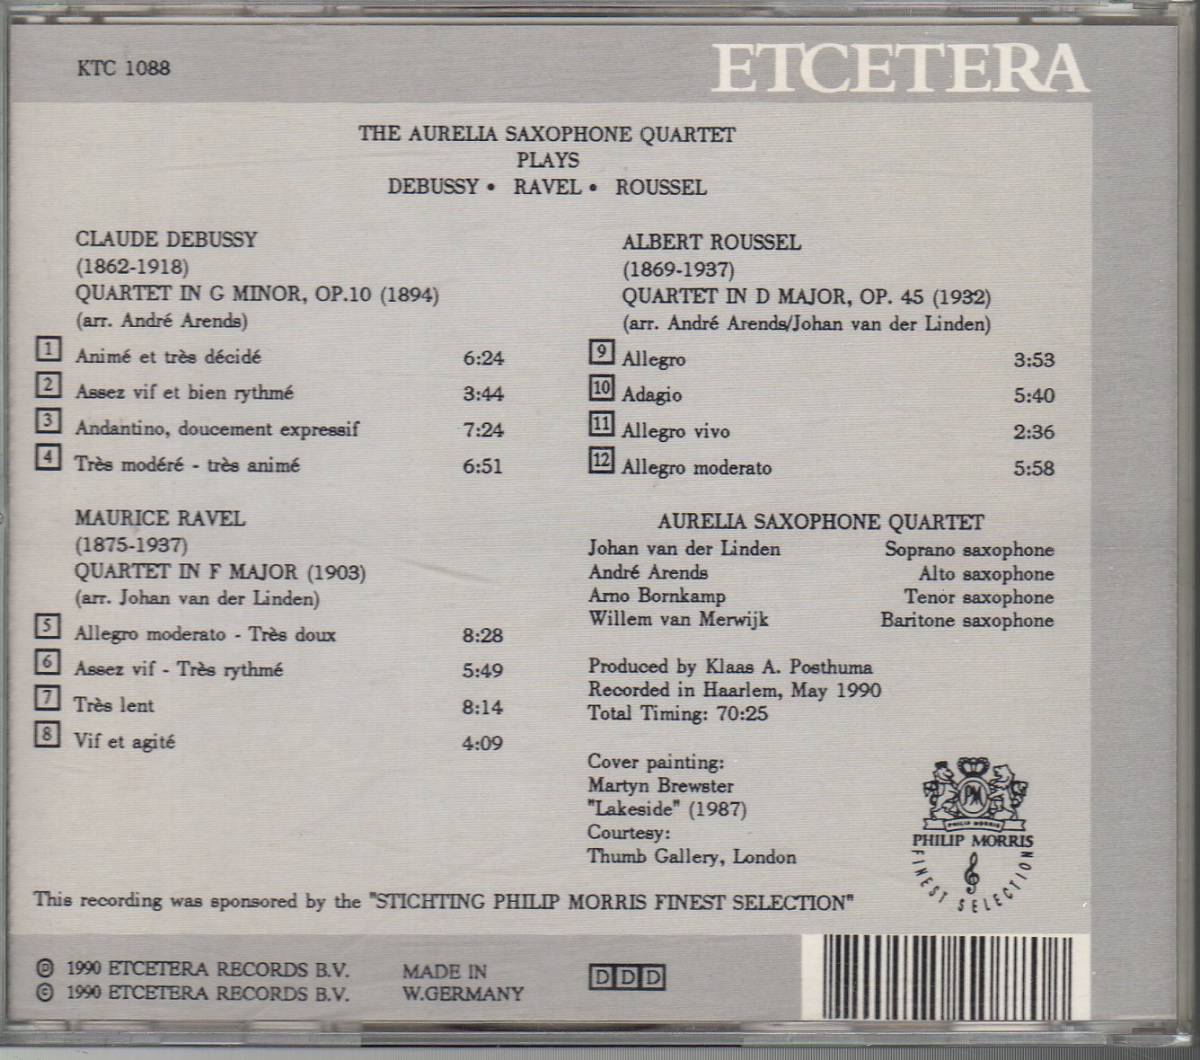 KTC 1088
ETCETERA
THE AURELIA SAXOPHONE QUARTET
PLAYS
DEBUSSY • RAVEL • ROUSSEL
CLAUDE DEBUSSY
(1862-1918)
QUARTET IN G MINOR, OP.10 (1894)
(arr. André Arends)
1 Animé et très décidé 6:24
2 Assez vif et bien rythmé 3:44
3 Andantino, doucement expressif 7:24
4 Très modéré - très animé 6:51
MAURICE RAVEL
(1875-1937)
QUARTET IN F MAJOR (1903)
(arr. Johan van der Linden)
5 Allegro moderato - Très doux 8:28
6 Assez vif - Très rythmé 5:49
7 Très lent 8:14
8 Vif et agité 4:09
ALBERT ROUSSEL
(1869-1937)
QUARTET IN D MAJOR, OP. 45 (1932)
(arr. André Arends/Johan van der Linden)
9 Allegro 3:53
10 Adagio 5:40
11 Allegro vivo 2:36
12 Allegro moderato 5:58
AURELIA SAXOPHONE QUARTET
Johan van der Linden Soprano saxophone
André Arends Alto saxophone
Arno Bornkamp Tenor saxophone
Willem van Merwijk Baritone saxophone
Produced by Klaas A. Posthuma
Recorded in Haarlem, May 1990
Total Timing: 70:25
Cover painting:
Martyn Brewster
"Lakeside" (1987)
Courtesy:
Thumb Gallery, London
PM
PHILIP MORRIS
PHILIP MORRIS
FINEST SELECTION
This recording was sponsored by the "STICHTING PHILIP MORRIS FINEST SELECTION"
℗ 1990 ETCETERA RECORDS B.V.
© 1990 ETCETERA RECORDS B.V.
MADE IN
W.GERMANY
DDD